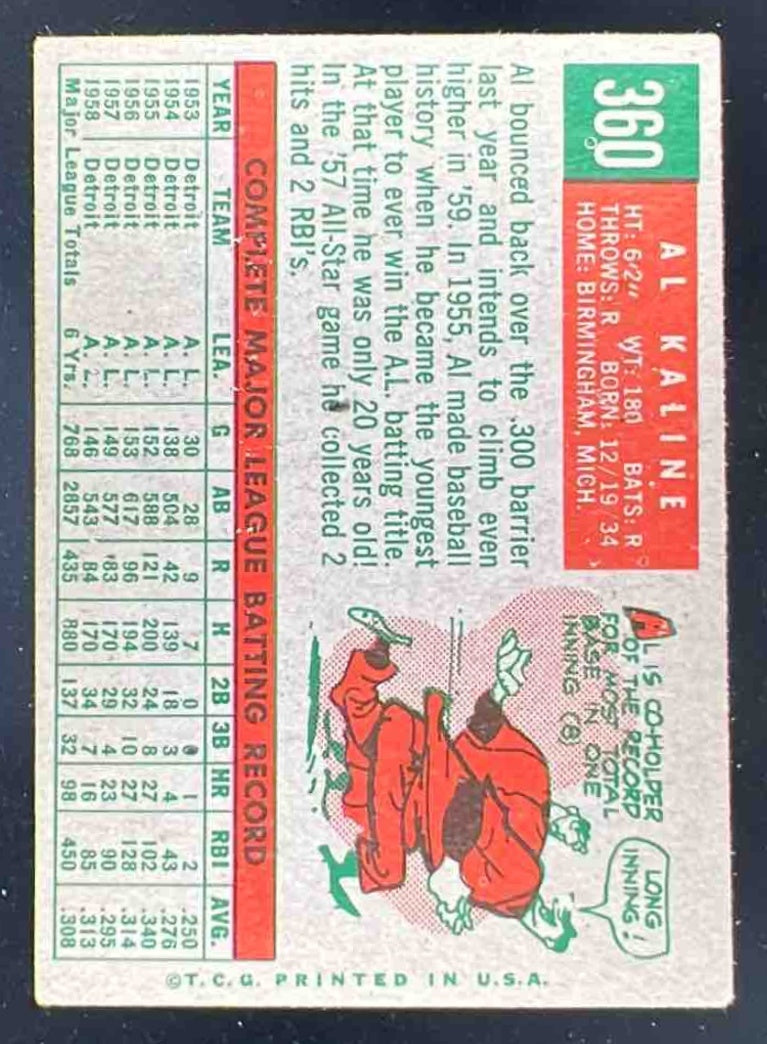 360
AL KALINE
HT: 6'2" WT: 180 BATS: R
THROWS: R BORN: 12/19/34
HOME: BIRMINGHAM, MICH.
Al bounced back over the .300 barrier
last year and intends to climb even
higher in '59. In 1955, Al made baseball
history when he became the youngest
player to ever win the A.L. batting title.
At that time he was only 20 years old!
In the '57 All-Star game he collected 2
hits and 2 RBI's.
AL IS CO-HOLDER
OF THE RECORD
FOR MOST TOTAL
BASE IN ONE
INNING (8)
LONG
INNING!
COMPLETE MAJOR LEAGUE BATTING RECORD
YEAR TEAM LEA. G AB R H 2B 3B HR RBI AVG.
1953 Detroit A. L. 30 28 9 7 0 0 1 2 .250
1954 Detroit A. L. 138 504 42 139 18 3 4 43 .276
1955 Detroit A. L. 152 588 121 200 24 8 27 102 .340
1956 Detroit A. L. 153 617 96 194 32 10 27 128 .314
1957 Detroit A. L. 149 577 83 170 29 4 23 90 .295
1958 Detroit A. L. 146 543 84 170 34 7 16 85 .313
Major League Totals 6 Yrs. 768 2857 435 880 137 32 98 450 .308
©T.C.G. PRINTED IN U.S.A.